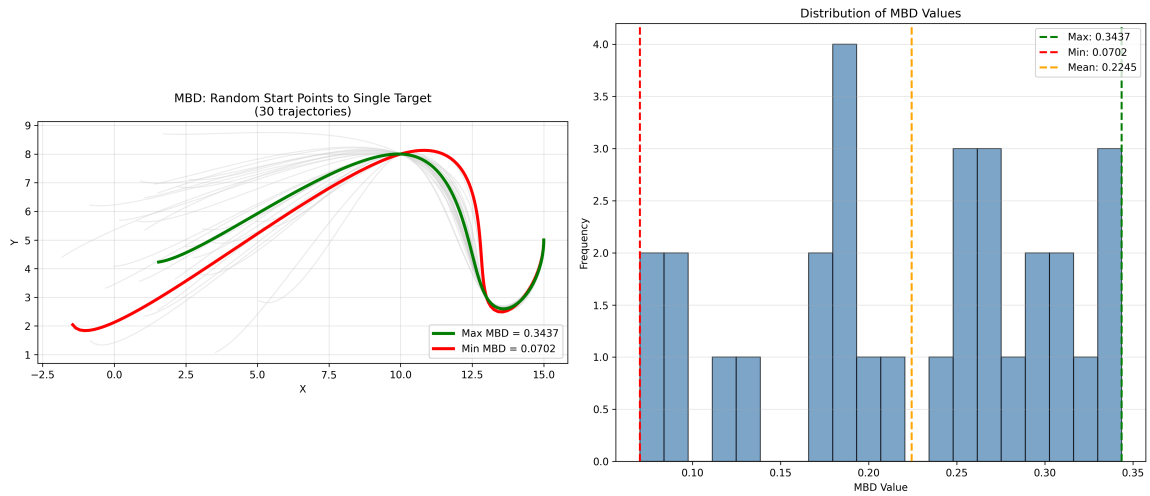 MBD: Random Start Points to Single Target
(30 trajectories)
Y
9
8
7
6
5
4
3
2
1
Max MBD = 0.3437
Min MBD = 0.0702
−2.5 0.0 2.5 5.0 7.5 10.0 12.5 15.0
X
Distribution of MBD Values
Frequency
4.0
3.5
3.0
2.5
2.0
1.5
1.0
0.5
0.0
Max: 0.3437
Min: 0.0702
Mean: 0.2245
0.10 0.15 0.20 0.25 0.30 0.35
MBD Value